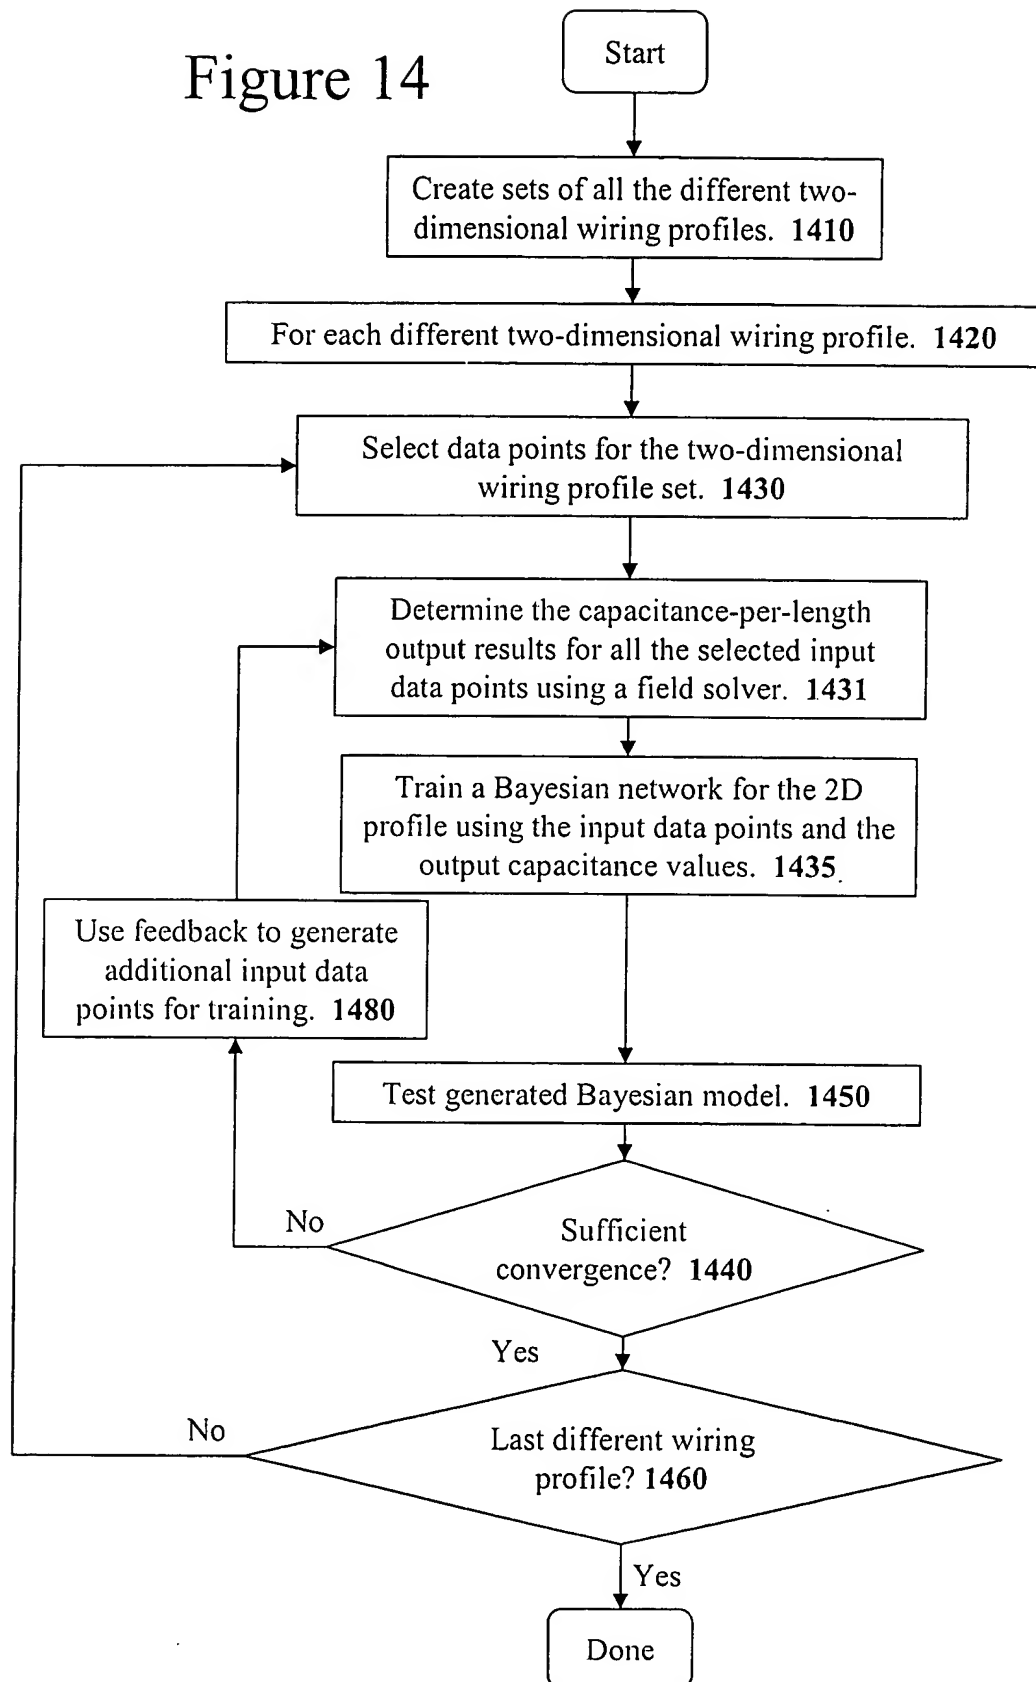 Figure 14
Start
Create sets of all the different two-
dimensional wiring profiles. 1410
For each different two-dimensional wiring profile. 1420
Select data points for the two-dimensional
wiring profile set. 1430
Determine the capacitance-per-length
output results for all the selected input
data points using a field solver. 1431
Train a Bayesian network for the 2D
profile using the input data points and the
output capacitance values. 1435
Use feedback to generate
additional input data
points for training. 1480
Test generated Bayesian model. 1450
No
Sufficient
convergence? 1440
Yes
No
Last different wiring
profile? 1460
Yes
Done